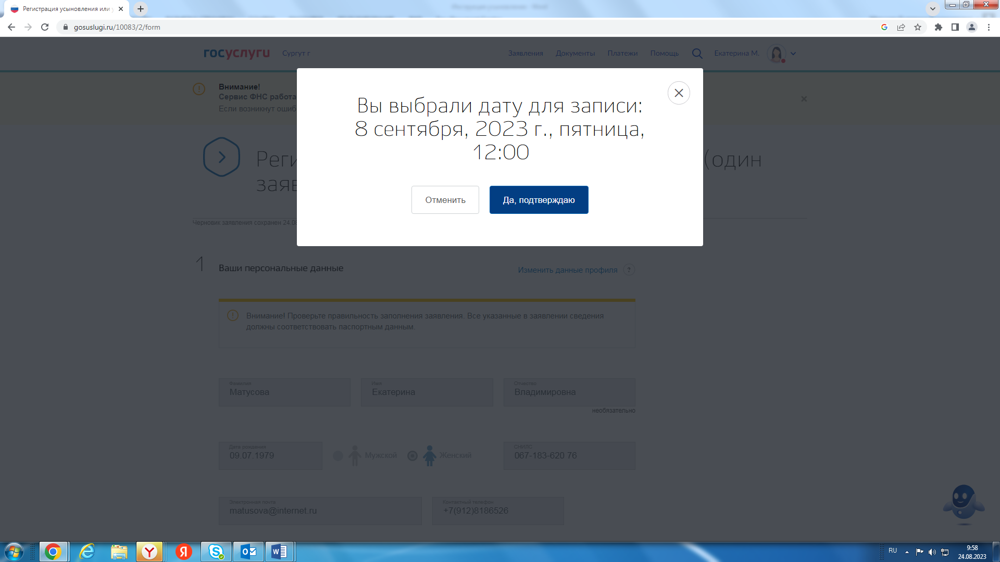 Регистрация усыновления или
gosuslugi.ru/10083/2/form
госуслуги
Сургут г
Заявления
Документы
Платежи
Помощь
Екатерина М.
Внимание!
Сервис ФНС работа
Если возникнут ошиб
Вы выбрали дату для записи:
8 сентября, 2023 г., пятница,
12:00
Отменить
Да, подтверждаю
Реги
(один
заяв
Черновик заявления сохранен 24.08
1
Ваши персональные данные
Изменить данные профиля
?
Внимание! Проверьте правильность заполнения заявления. Все указанные в заявлении сведения
должны соответствовать паспортным данным.
Фамилия
Матусова
Имя
Екатерина
Отчество
Владимировна
необязательно
Дата рождения
09.07.1979
Мужской
Женский
СНИЛС
067-183-620 76
Электронная почта
matusova@internet.ru
Контактный телефон
+7(912)8186526
RU
9:58
24.08.2023